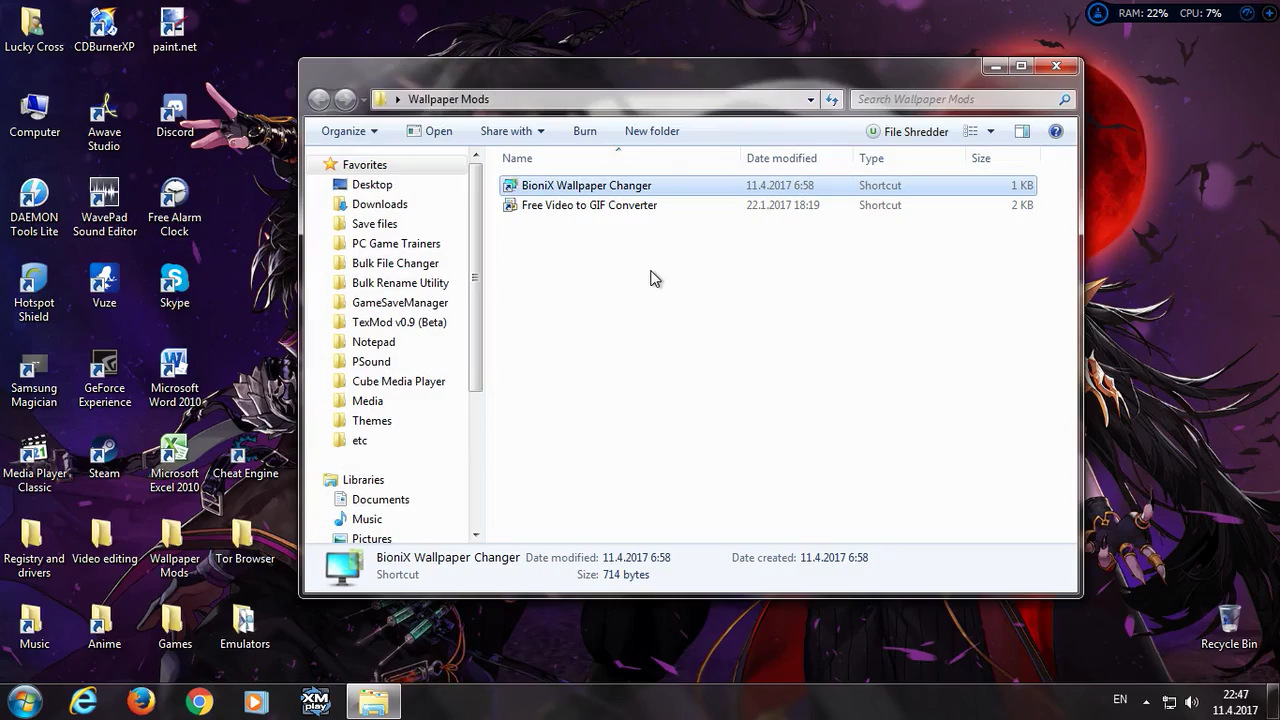 RAM: 22% CPU: 7%
Lucky Cross
CDBurnerXP
paint.net
Computer
Awave Studio
Discord
DAEMON Tools Lite
WavePad Sound Editor
Free Alarm Clock
Hotspot Shield
Vuze
Skype
Samsung Magician
GeForce Experience
Microsoft Word 2010
Media Player Classic
Steam
Microsoft Excel 2010
Cheat Engine
Registry and drivers
Video editing
Wallpaper Mods
Tor Browser
Music
Anime
Games
Emulators
Wallpaper Mods
Search Wallpaper Mods
Organize
Open
Share with
Burn
New folder
File Shredder
Name
Date modified
Type
Size
BioniX Wallpaper Changer 11.4.2017 6:58 Shortcut 1 KB
Free Video to GIF Converter 22.1.2017 18:19 Shortcut 2 KB
Favorites
Desktop
Downloads
Save files
PC Game Trainers
Bulk File Changer
Bulk Rename Utility
GameSaveManager
TexMod v0.9 (Beta)
Notepad
PSound
Cube Media Player
Media
Themes
etc
Libraries
Documents
Music
Pictures
BioniX Wallpaper Changer Date modified: 11.4.2017 6:58 Date created: 11.4.2017 6:58
Shortcut Size: 714 bytes
Recycle Bin
XM play
EN
22:47
11.4.2017